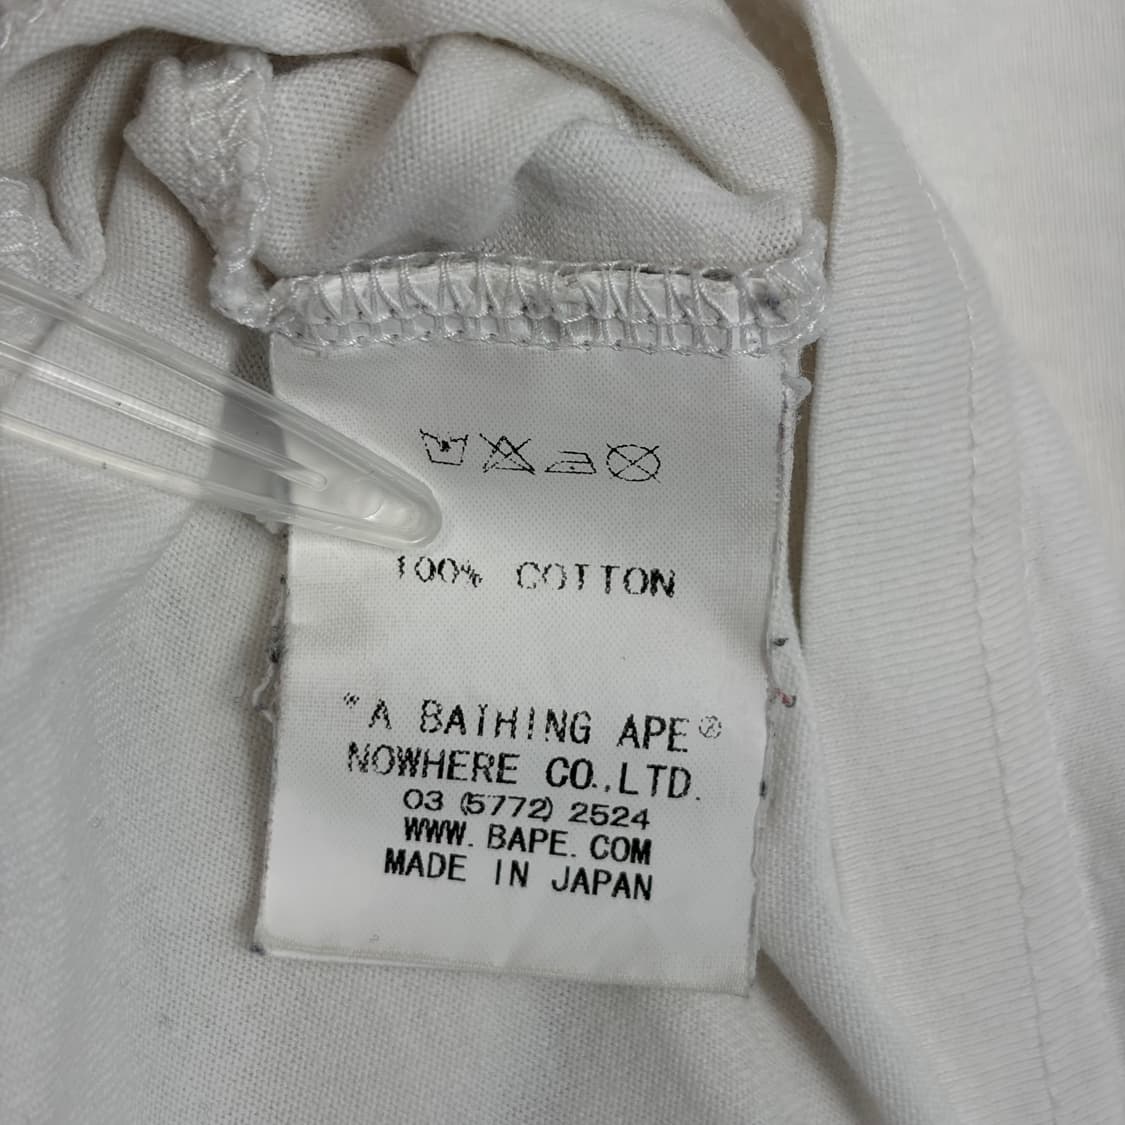 100% COTTON
"A BATHING APE®
NOWHERE CO.,LTD.
03 (5772) 2524
WWW. BAPE. COM
MADE IN JAPAN